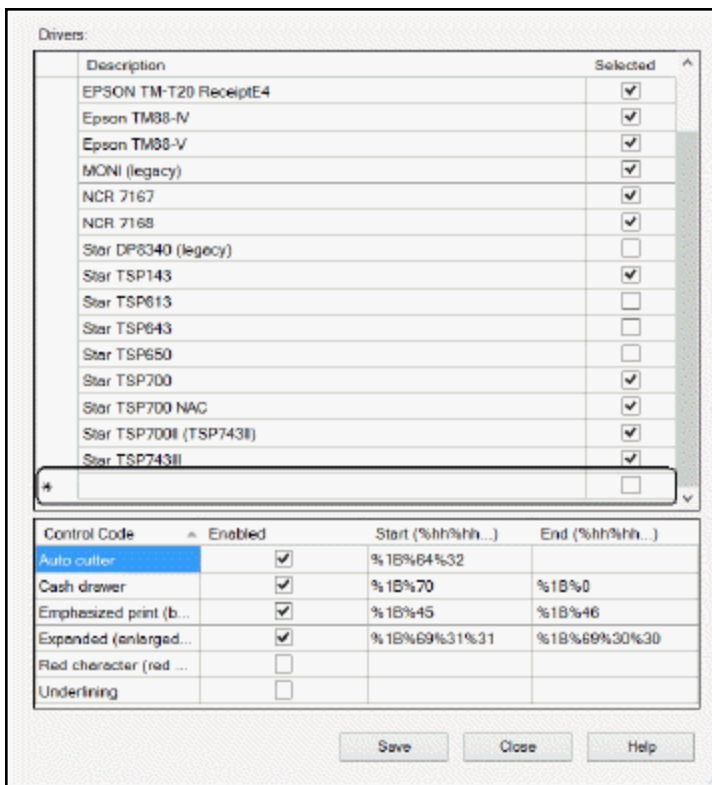 Drivers:
Description Selected
EPSON TM-T20 ReceiptE4
Epson TM88-IV
Epson TM88-V
MONI (legacy)
NCR 7167
NCR 7168
Star DP8340 (legacy)
Star TSP143
Star TSP613
Star TSP643
Star TSP650
Star TSP700
Star TSP700 NAC
Star TSP700II (TSP743II)
Star TSP743III
*
Control Code Enabled Start (%hh%hh...) End (%hh%hh...)
Auto cutter %1B%64%32
Cash drawer %1B%70 %1B%0
Emphasized print (b... %1B%45 %1B%46
Expanded (enlarged... %1B%69%31%31 %1B%69%30%30
Red character (red ...
Underlining
Save Close Help